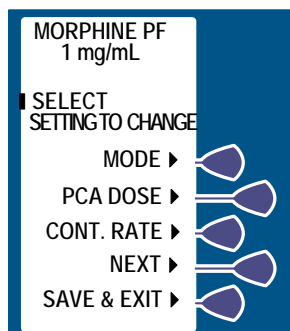 MORPHINE PF
1 mg/mL
SELECT
SETTING TO CHANGE
MODE
PCA DOSE
CONT. RATE
NEXT
SAVE & EXIT